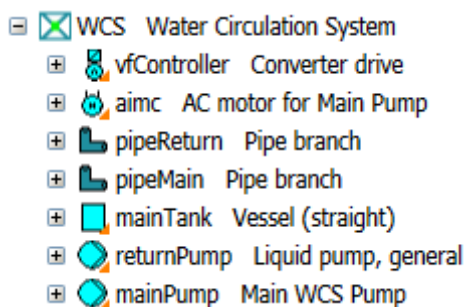 WCS Water Circulation System
vfController Converter drive
aimc AC motor for Main Pump
pipeReturn Pipe branch
pipeMain Pipe branch
mainTank Vessel (straight)
returnPump Liquid pump, general
mainPump Main WCS Pump